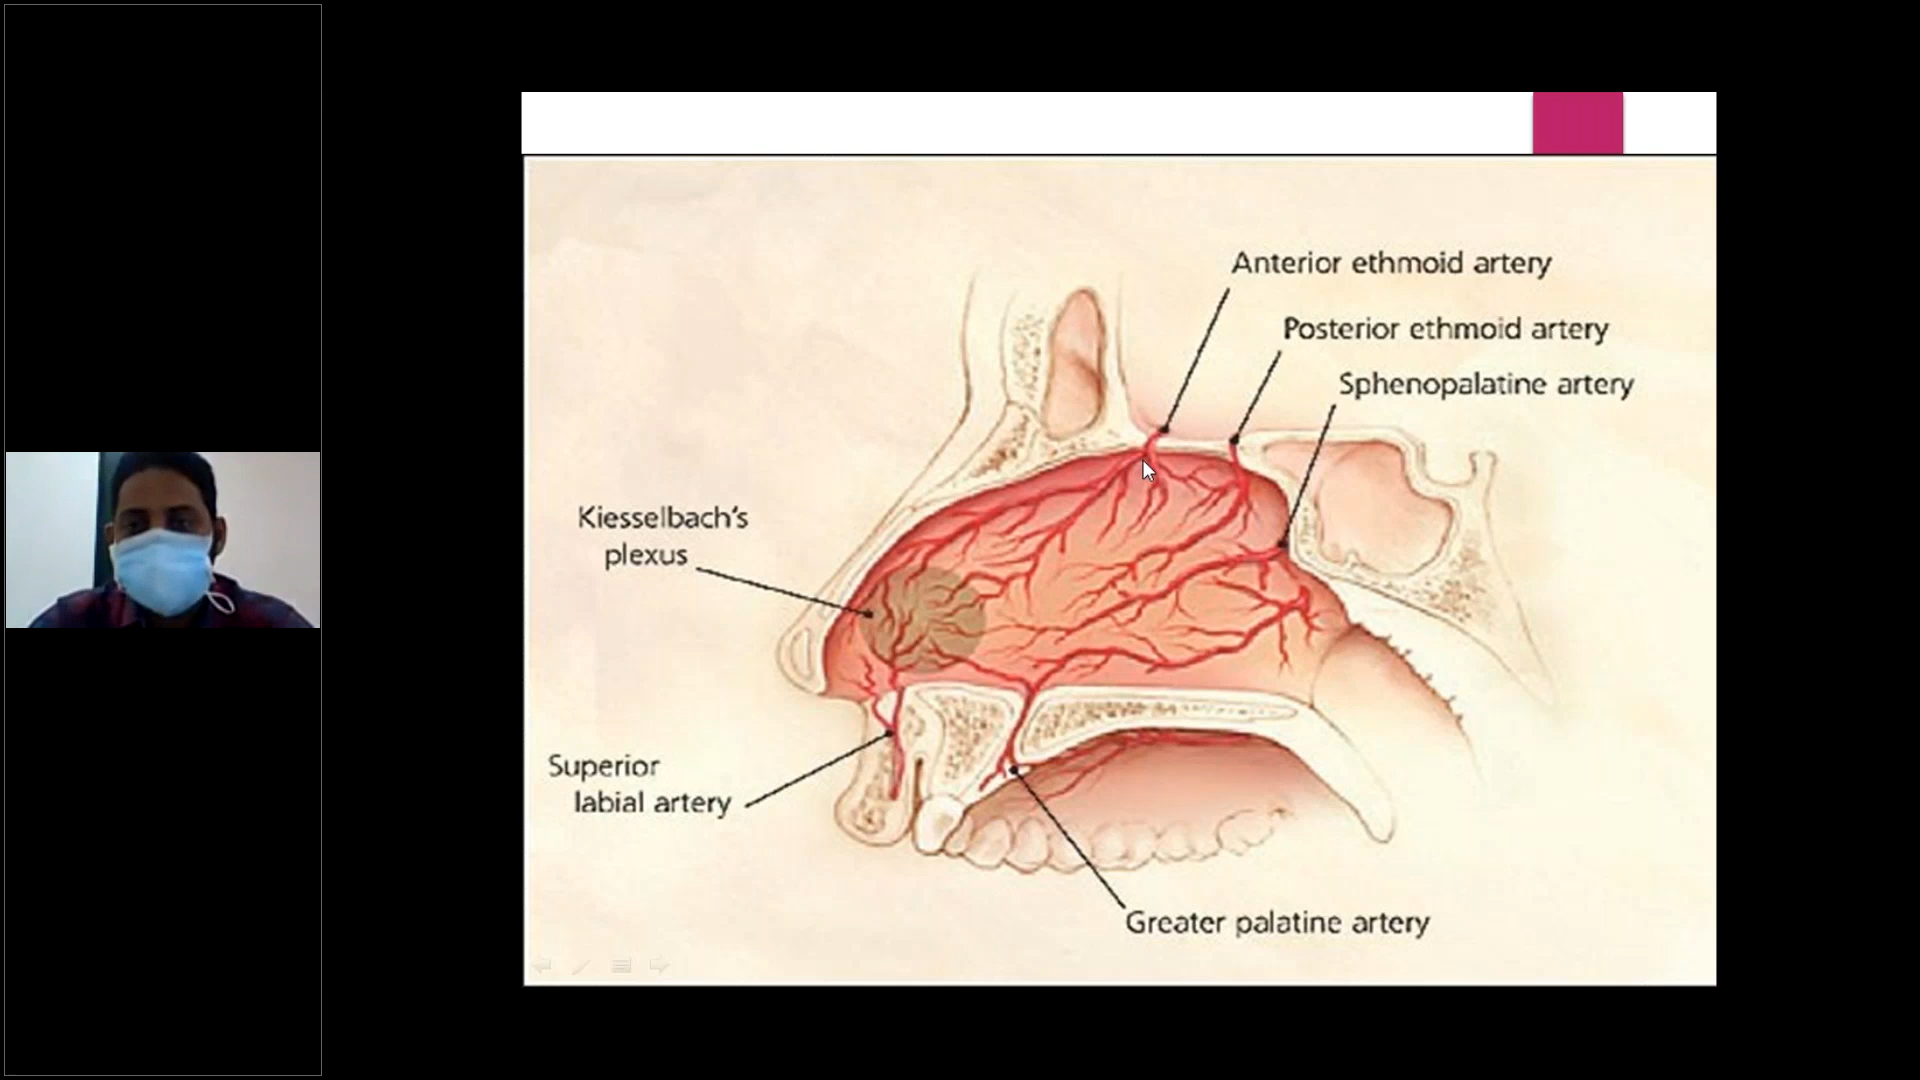 Anterior ethmoid artery
Posterior ethmoid artery
Sphenopalatine artery
Kiesselbach's
plexus
Superior
labial artery
Greater palatine artery